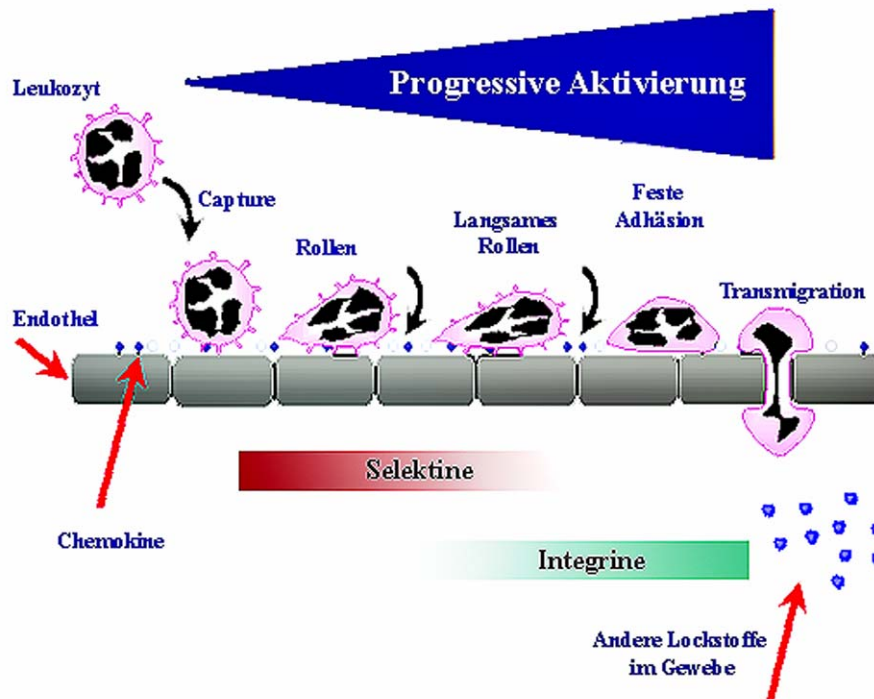 Progressive Aktivierung
Leukozyt
Capture
Rollen
Langsames
Rollen
Feste
Adhäsion
Transmigration
Endothel
Selektine
Chemokine
Integrine
Andere Lockstoffe
im Gewebe